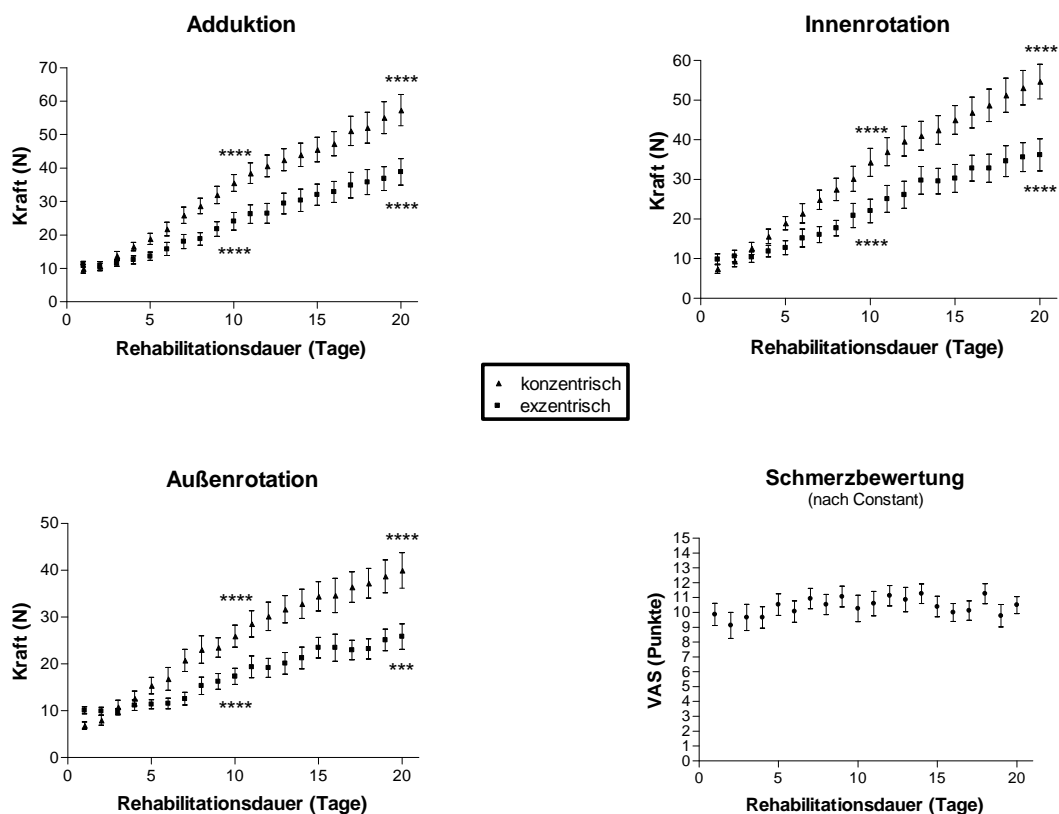 Adduktion
70
60
50
40
30
20
10
0
Kraft (N)
****
****
****
****
0 5 10 15 20
Rehabilitationsdauer (Tage)
Innenrotation
60
50
40
30
20
10
0
Kraft (N)
****
****
****
****
0 5 10 15 20
Rehabilitationsdauer (Tage)
konzentrisch
exzentrisch
Außenrotation
50
40
30
20
10
0
Kraft (N)
****
****
****
***
0 5 10 15 20
Rehabilitationsdauer (Tage)
Schmerzbewertung
(nach Constant)
15
14
13
12
11
10
9
8
7
6
5
4
3
2
1
0
VAS (Punkte)
0 5 10 15 20
Rehabilitationsdauer (Tage)